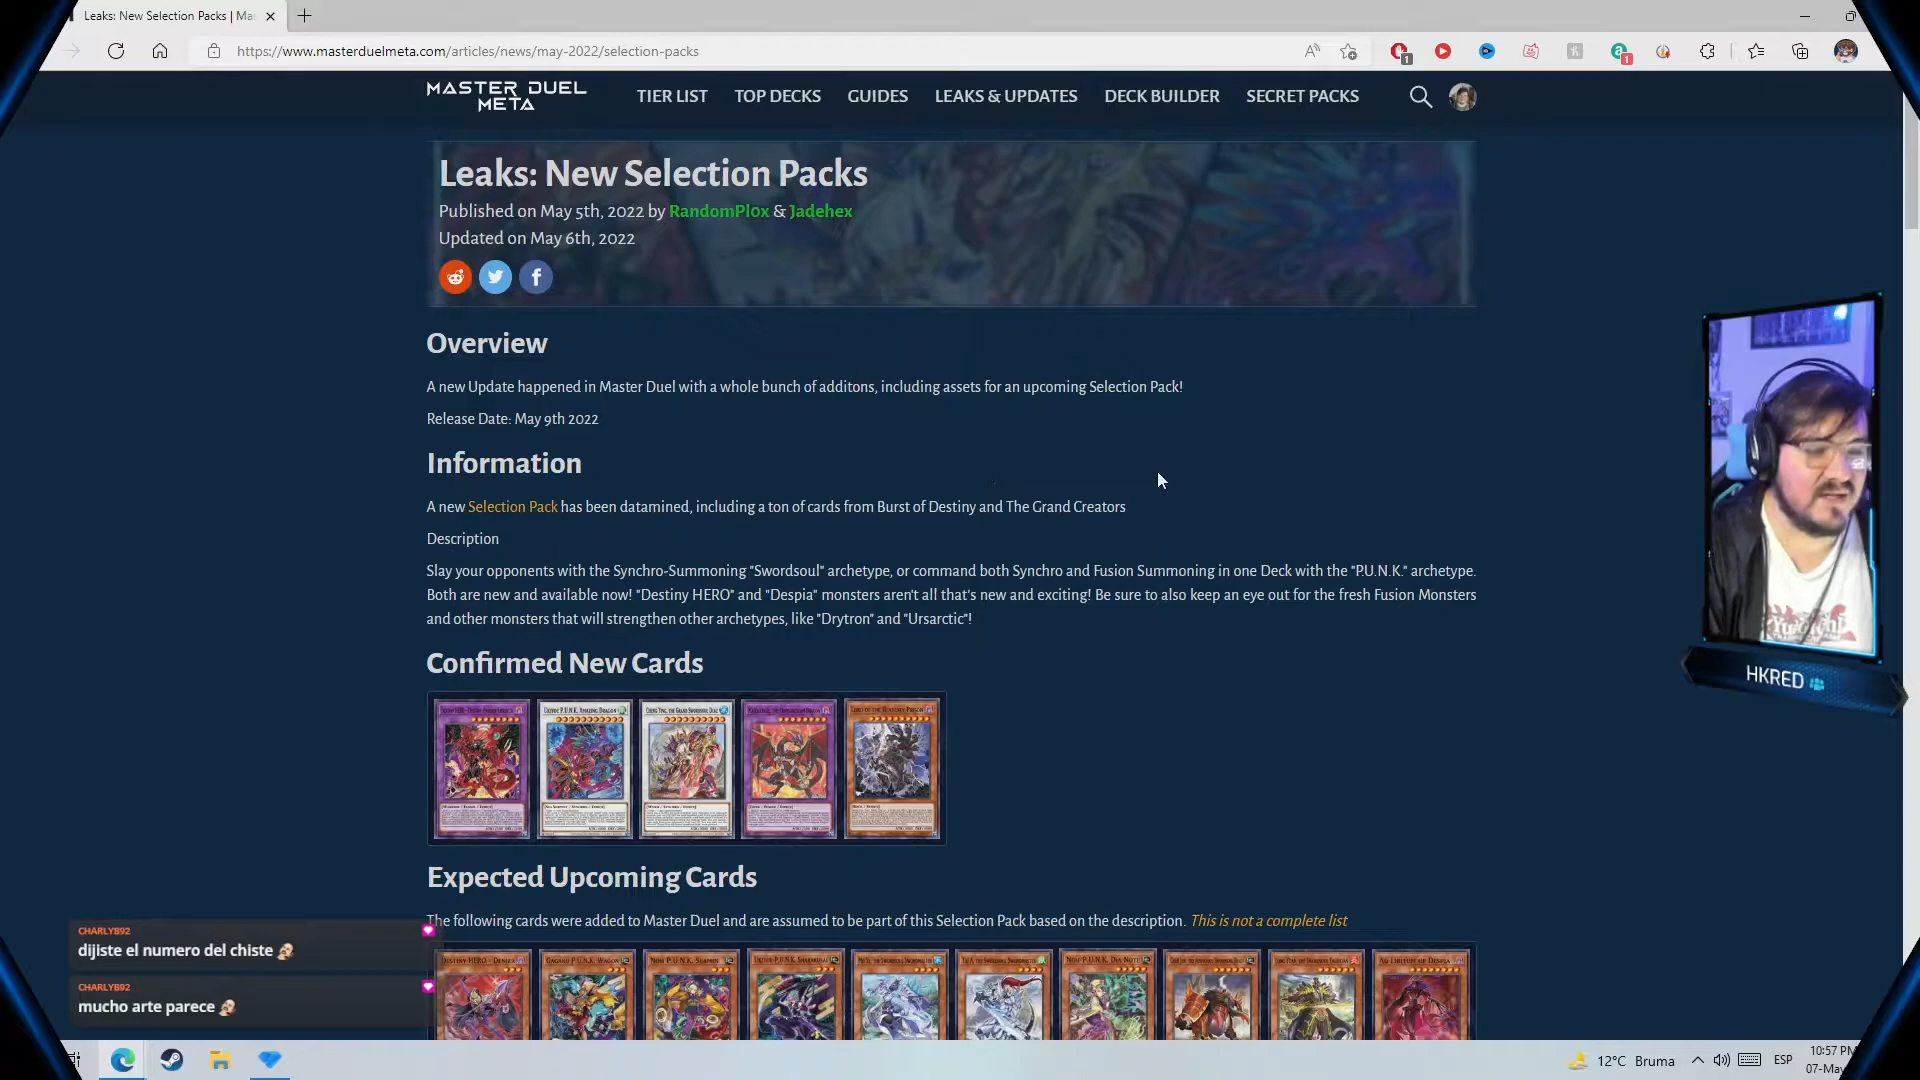 Leaks: New Selection Packs | Ma
https://www.masterduelmeta.com/articles/news/may-2022/selection-packs
MASTER DUEL
META
TIER LIST
TOP DECKS
GUIDES
LEAKS & UPDATES
DECK BUILDER
SECRET PACKS
Leaks: New Selection Packs
Published on May 5th, 2022 by RandomPl0x & Jadehex
Updated on May 6th, 2022
Overview
A new Update happened in Master Duel with a whole bunch of additons, including assets for an upcoming Selection Pack!
Release Date: May 9th 2022
Information
A new Selection Pack has been datamined, including a ton of cards from Burst of Destiny and The Grand Creators
Description
Slay your opponents with the Synchro-Summoning "Swordsoul" archetype, or command both Synchro and Fusion Summoning in one Deck with the "P.U.N.K." archetype.
Both are new and available now! "Destiny HERO" and "Despia" monsters aren't all that's new and exciting! Be sure to also keep an eye out for the fresh Fusion Monsters
and other monsters that will strengthen other archetypes, like "Drytron" and "Ursarctic"!
Confirmed New Cards
Expected Upcoming Cards
The following cards were added to Master Duel and are assumed to be part of this Selection Pack based on the description. This is not a complete list
CHARLYB92
dijiste el numero del chiste
CHARLYB92
mucho arte parece
HKRED
12°C Bruma
ESP
10:57 PM
07-May